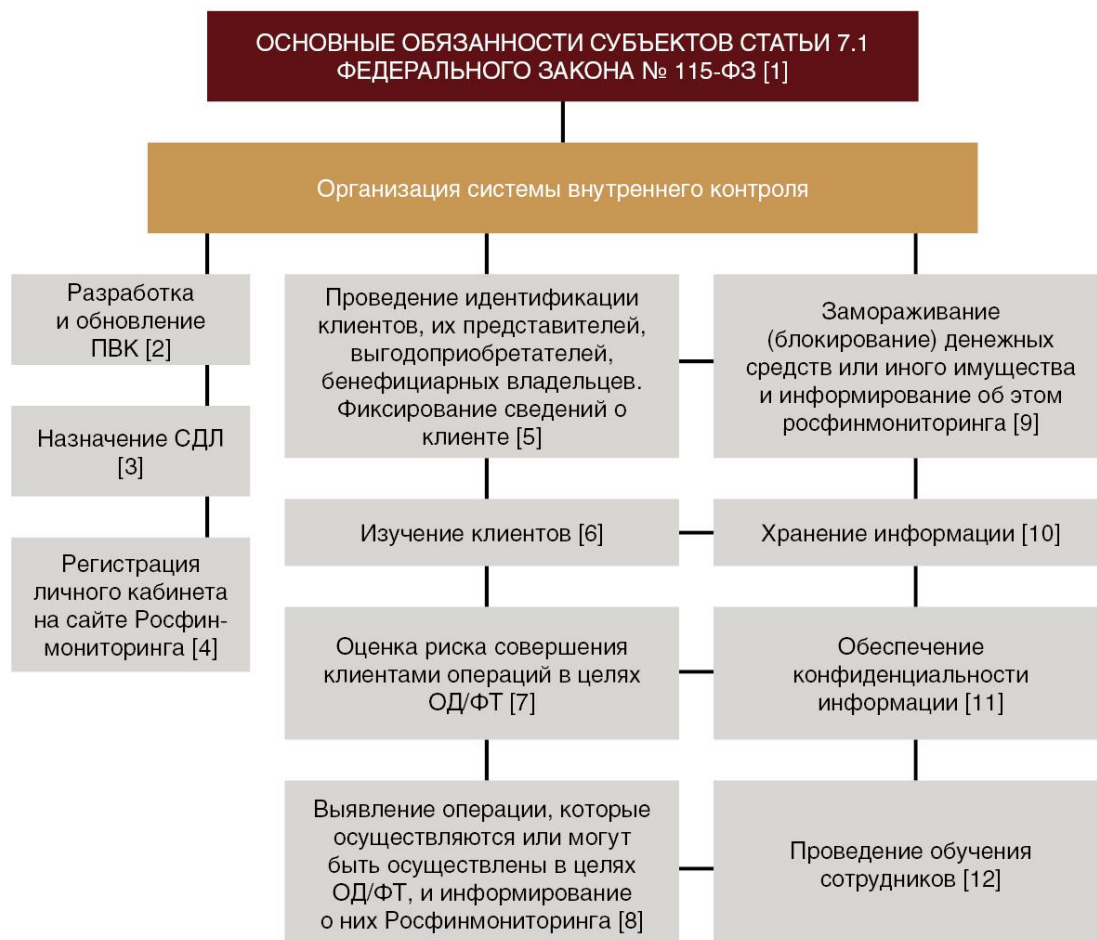 ОСНОВНЫЕ ОБЯЗАННОСТИ СУБЪЕКТОВ СТАТЬИ 7.1
ФЕДЕРАЛЬНОГО ЗАКОНА № 115-ФЗ [1]
Организация системы внутреннего контроля
Разработка
и обновление
ПВК [2]
Назначение СДЛ
[3]
Регистрация
личного кабинета
на сайте Росфин-
мониторинга [4]
Проведение идентификации
клиентов, их представителей,
выгодоприобретателей,
бенефициарных владельцев.
Фиксирование сведений о
клиенте [5]
Изучение клиентов [6]
Оценка риска совершения
клиентами операций в целях
ОД/ФТ [7]
Выявление операции, которые
осуществляются или могут
быть осуществлены в целях
ОД/ФТ, и информирование
о них Росфинмониторинга [8]
Замораживание
(блокирование) денежных
средств или иного имущества
и информирование об этом
росфинмониторинга [9]
Хранение информации [10]
Обеспечение
конфиденциальности
информации [11]
Проведение обучения
сотрудников [12]